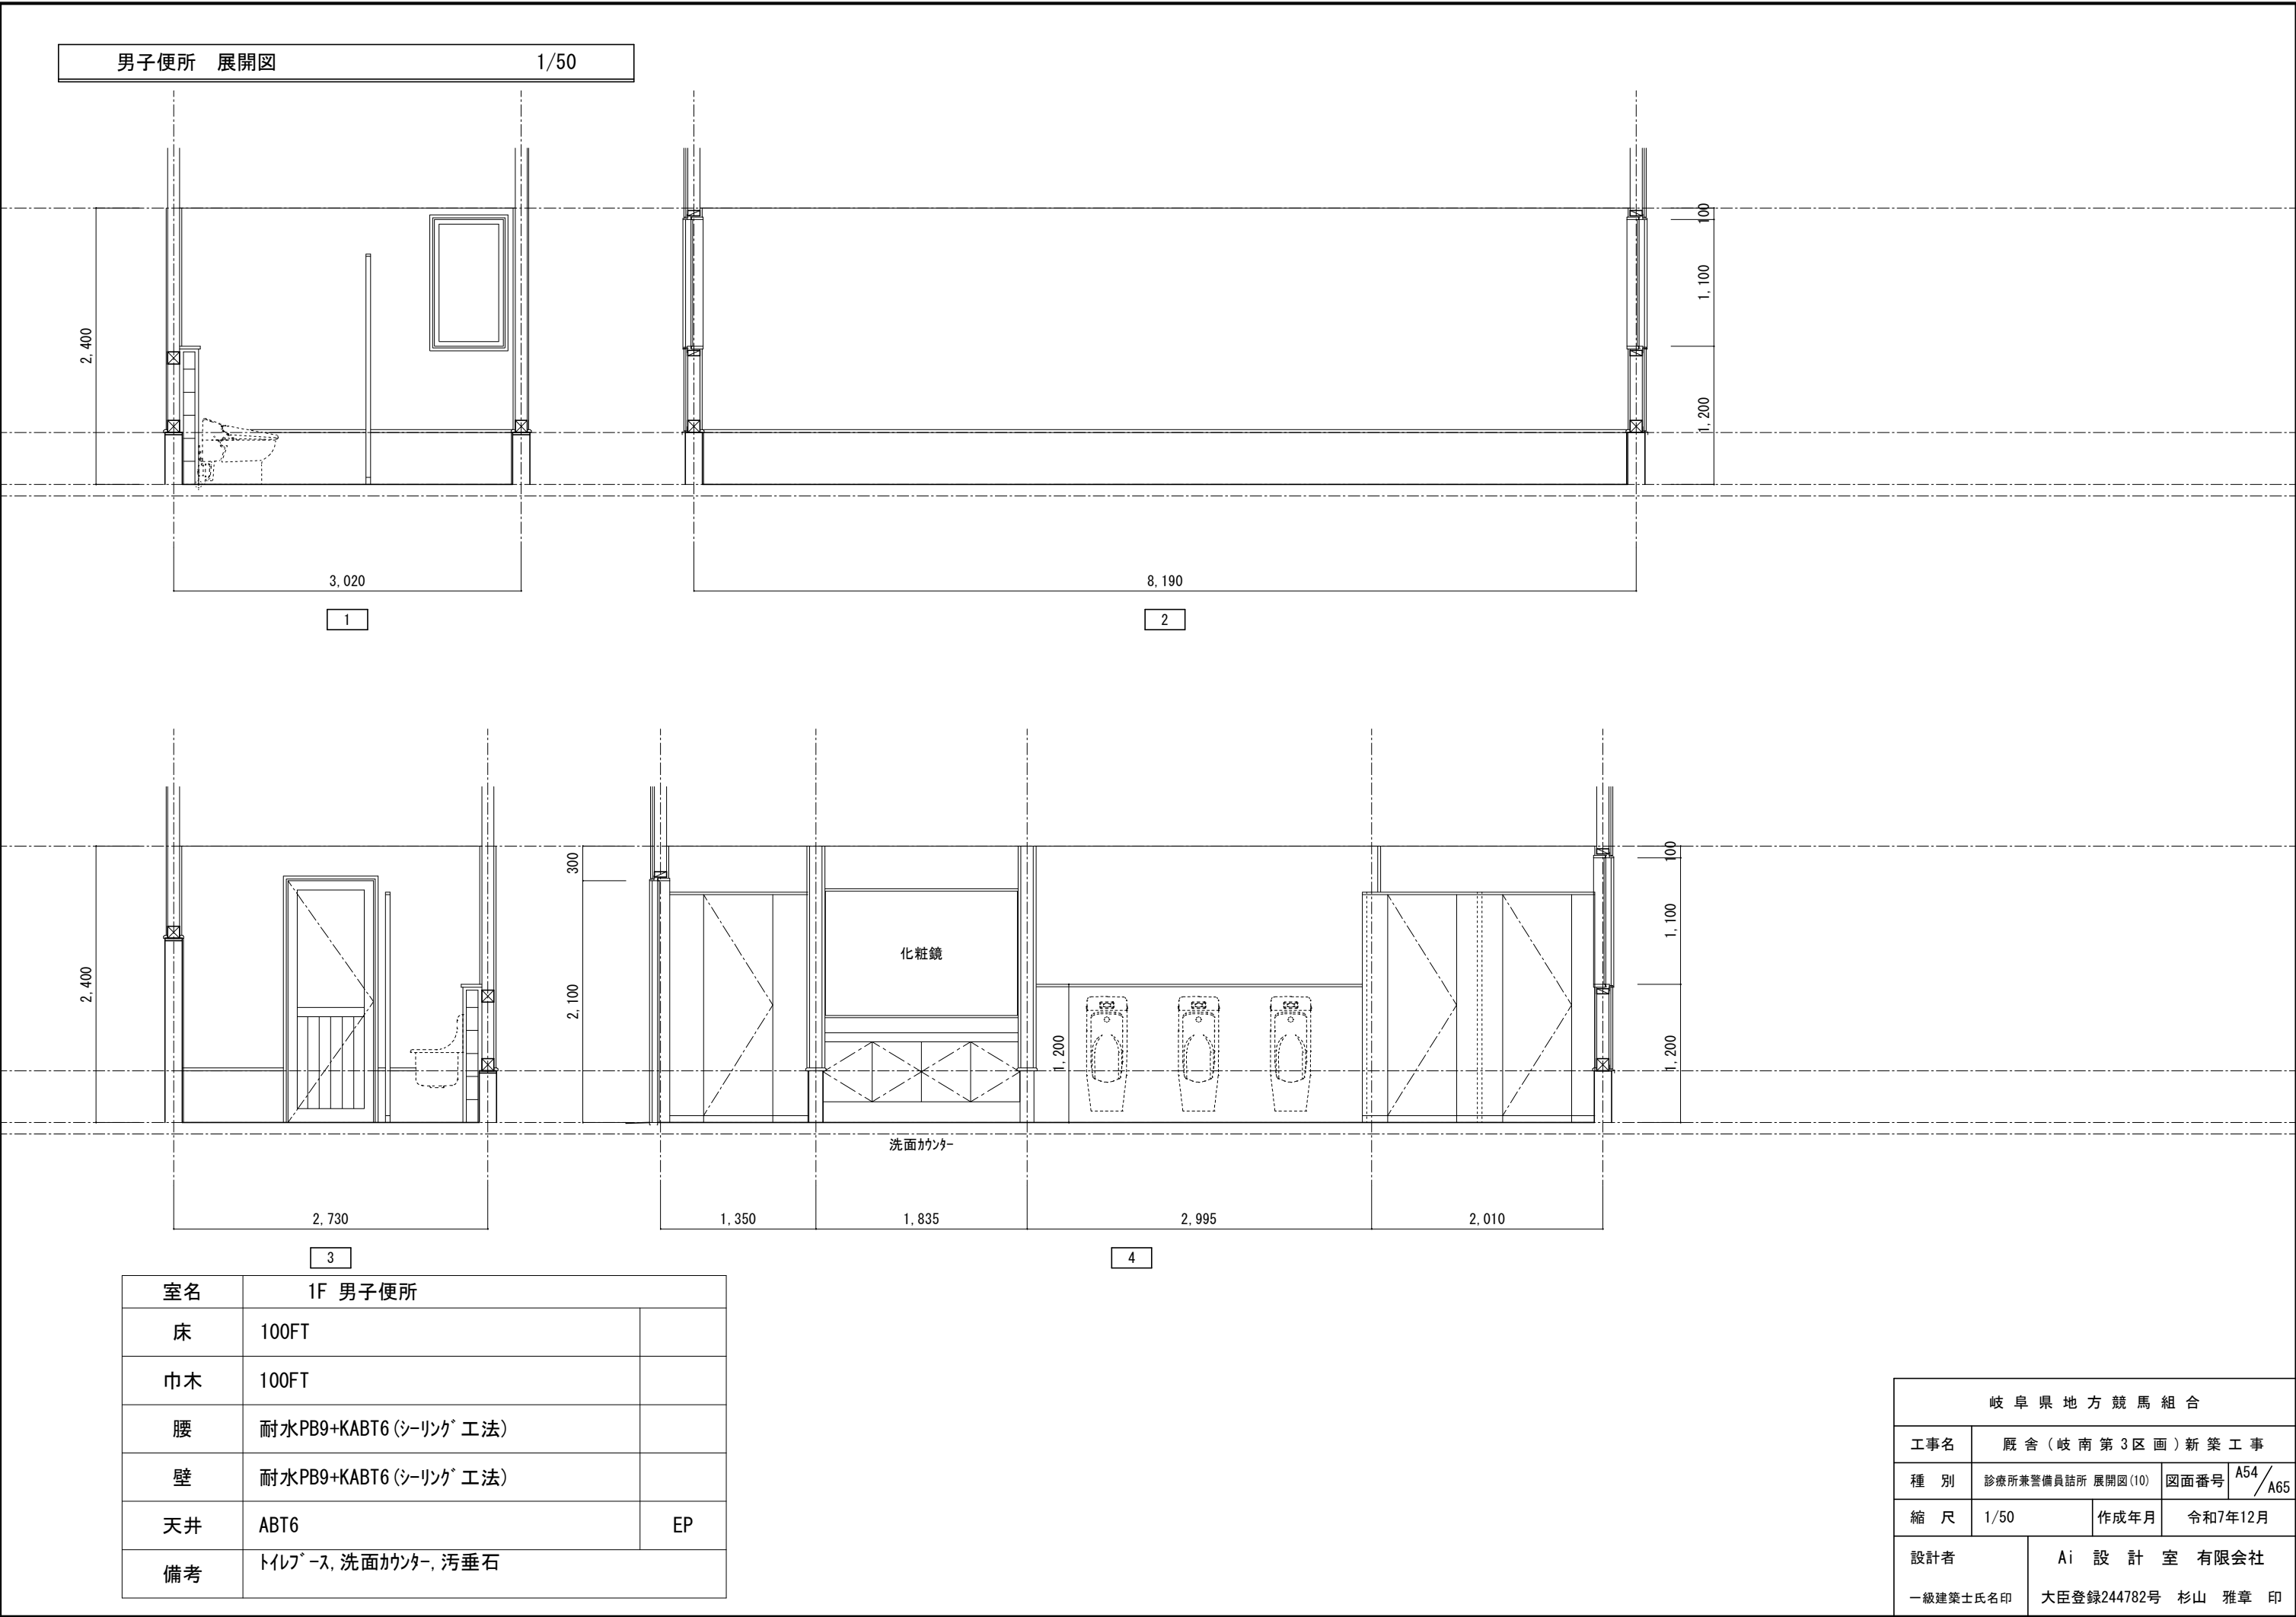 男子便所　展開図　1/50
2,400
100
1,100
1,200
3,020
8,190
1
2
2,400
300
2,100
化粧鏡
1,200
100
1,100
1,200
洗面ｶｳﾝﾀｰ
2,730
1,350
1,835
2,995
2,010
3
4
室名　1F 男子便所
床　100FT
巾木　100FT
腰　耐水PB9+KABT6(ｼｰﾘﾝｸﾞ工法)
壁　耐水PB9+KABT6(ｼｰﾘﾝｸﾞ工法)
天井　ABT6　EP
備考　ﾄｲﾚﾌﾞｰｽ,洗面ｶｳﾝﾀｰ,汚垂石
岐阜県地方競馬組合
工事名　厩舎(岐南第3区画)新築工事
種　別　診療所兼警備員詰所 展開図(10)　図面番号　A54/A65
縮　尺　1/50　作成年月　令和7年12月
設計者　Ai　設　計　室　有限会社
一級建築士氏名印　大臣登録244782号　杉山　雅章　印